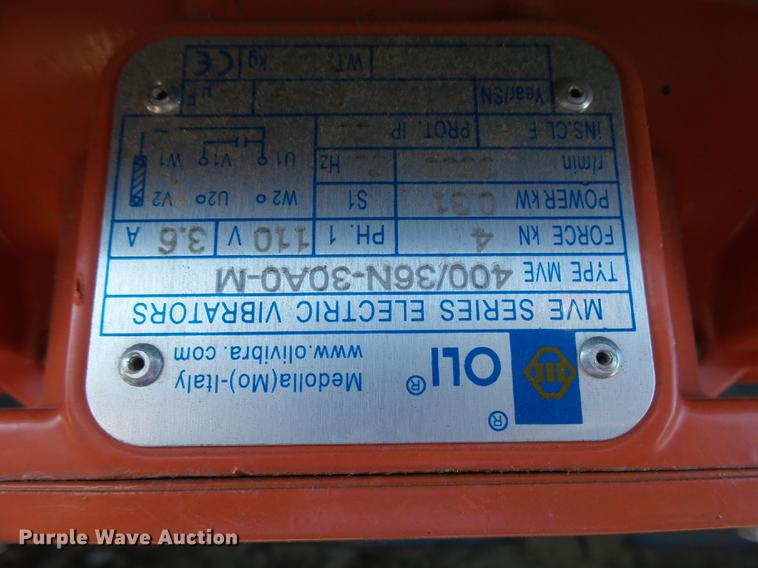 OLI®
®
Medolla(Mo)-Italy
www.olivibra.com
MVE SERIES ELECTRIC VIBRATORS
TYPE MVE 400/36N-30A0-M
FORCE KN 4 PH. 1 110 V 3.6 A
POWER KW 0.31 S1
r/min Hz
INS.CL F PROT. IP
Year/SN µF
WT. kg CE
W2 U2 V2
U1 V1 W1
Purple Wave Auction